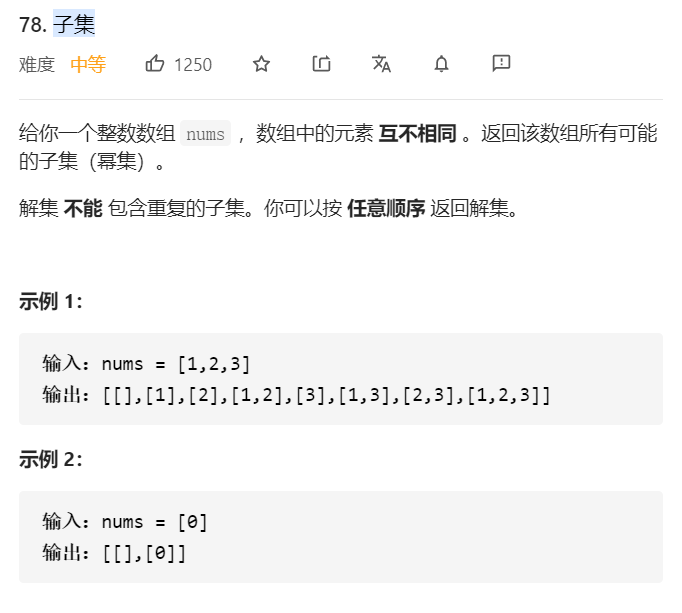 78. 子集
难度 中等 1250
给你一个整数数组 nums ，数组中的元素 互不相同 。返回该数组所有可能
的子集（幂集）。
解集 不能 包含重复的子集。你可以按 任意顺序 返回解集。
示例 1：
输入：nums = [1,2,3]
输出：[[],[1],[2],[1,2],[3],[1,3],[2,3],[1,2,3]]
示例 2：
输入：nums = [0]
输出：[[],[0]]